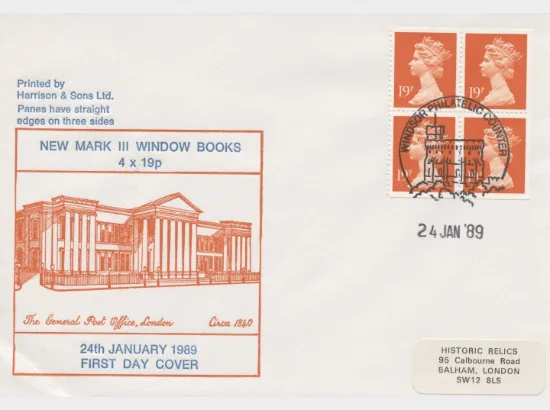 Printed by
Harrison & Sons Ltd.
Panes have straight
edges on three sides
NEW MARK III WINDOW BOOKS
4 x 19p
The General Post Office, London Circa 1840
24th JANUARY 1989
FIRST DAY COVER
19P
19P
19P
WINDSOR PHILATELIC COUNTER
24 JAN '89
HISTORIC RELICS
95 Calbourne Road
BALHAM, LONDON
SW12 8LS